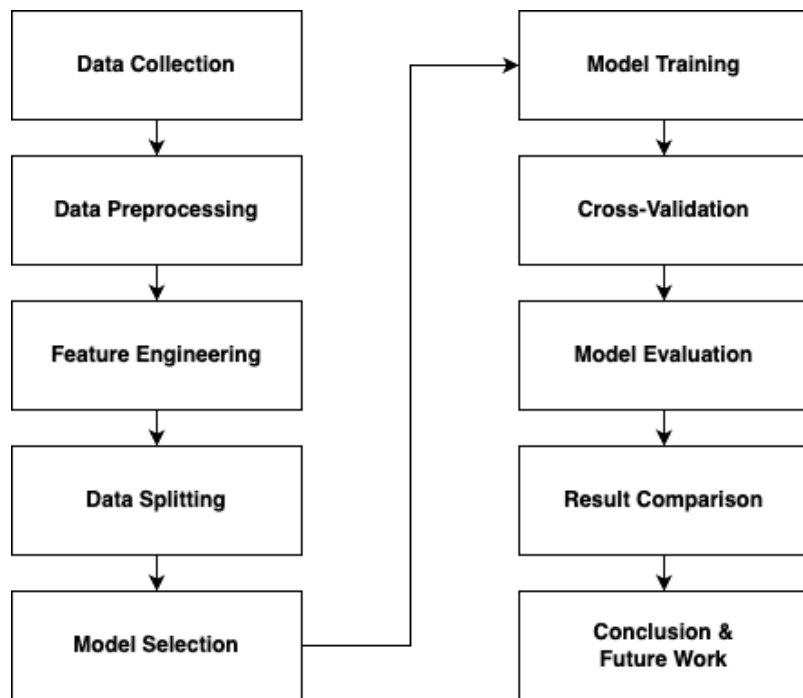 Data Collection
Data Preprocessing
Feature Engineering
Data Splitting
Model Selection
Model Training
Cross-Validation
Model Evaluation
Result Comparison
Conclusion &
Future Work